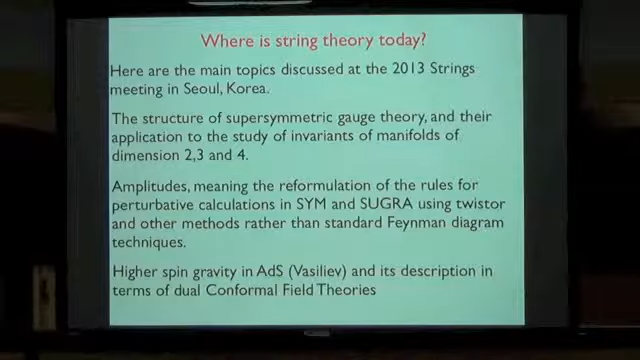 Where is string theory today?
Here are the main topics discussed at the 2013 Strings
meeting in Seoul, Korea.
The structure of supersymmetric gauge theory, and their
application to the study of invariants of manifolds of
dimension 2,3 and 4.
Amplitudes, meaning the reformulation of the rules for
perturbative calculations in SYM and SUGRA using twistor
and other methods rather than standard Feynman diagram
techniques.
Higher spin gravity in AdS (Vasiliev) and its description in
terms of dual Conformal Field Theories